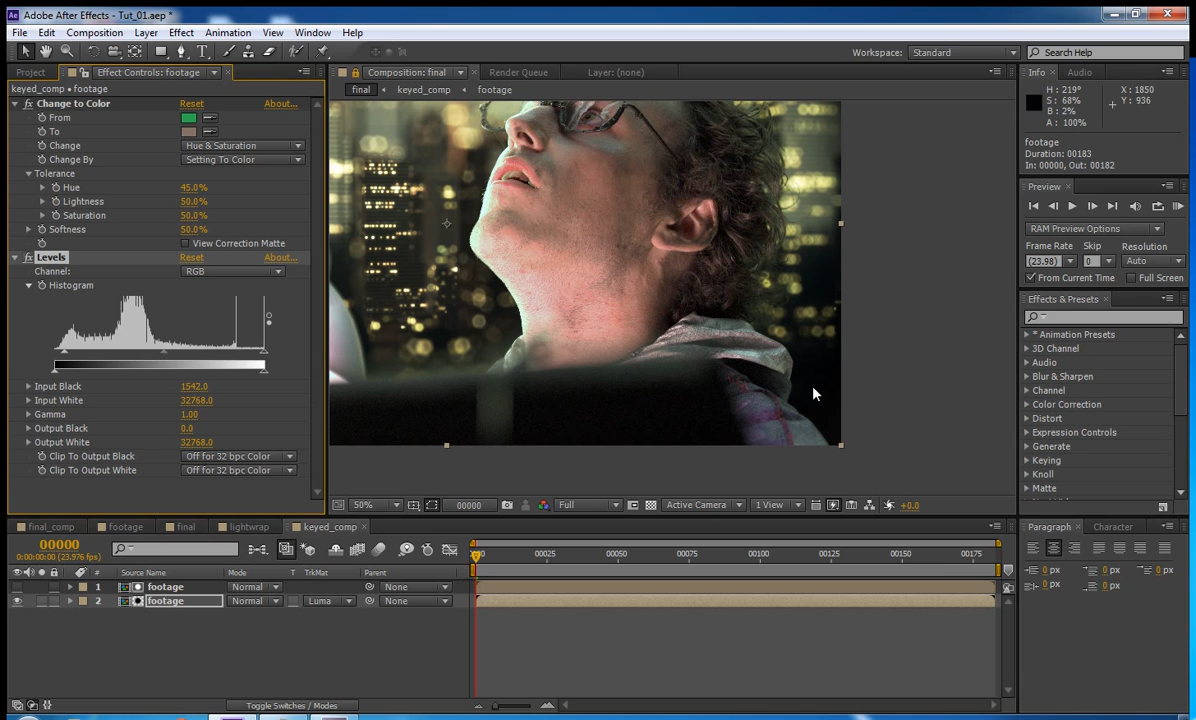 Adobe After Effects - Tut_01.aep *
File Edit Composition Layer Effect Animation View Window Help
Workspace: Standard Search Help
Project Effect Controls: footage
keyed_comp • footage
fx Change to Color Reset About...
From
To
Change Hue & Saturation
Change By Setting To Color
Tolerance
Hue 45.0%
Lightness 50.0%
Saturation 50.0%
Softness 50.0%
View Correction Matte
fx Levels Reset About...
Channel: RGB
Histogram
Input Black 1542.0
Input White 32768.0
Gamma 1.00
Output Black 0.0
Output White 32768.0
Clip To Output Black Off for 32 bpc Color
Clip To Output White Off for 32 bpc Color
Composition: final Render Queue Layer: (none)
final keyed_comp footage
50% 00000 Full Active Camera 1 View +0.0
Info Audio
H : 219° X : 1850
S : 68% Y : 936
B : 2%
A : 100%
footage
Duration: 00183
In: 00000, Out: 00182
Preview
RAM Preview Options
Frame Rate Skip Resolution
(23.98) 0 Auto
From Current Time Full Screen
Effects & Presets
* Animation Presets
3D Channel
Audio
Blur & Sharpen
Channel
Color Correction
Distort
Expression Controls
Generate
Keying
Knoll
Matte
final_comp footage final lightwrap keyed_comp
00000
0:00:00:00 (23.976 fps)
00025 00050 00075 00100 00125 00150 00175
# Source Name Mode T TrkMat Parent
1 footage Normal None
2 footage Normal Luma None
Toggle Switches / Modes
Paragraph Character
0 px 0 px 0 px
0 px 0 px